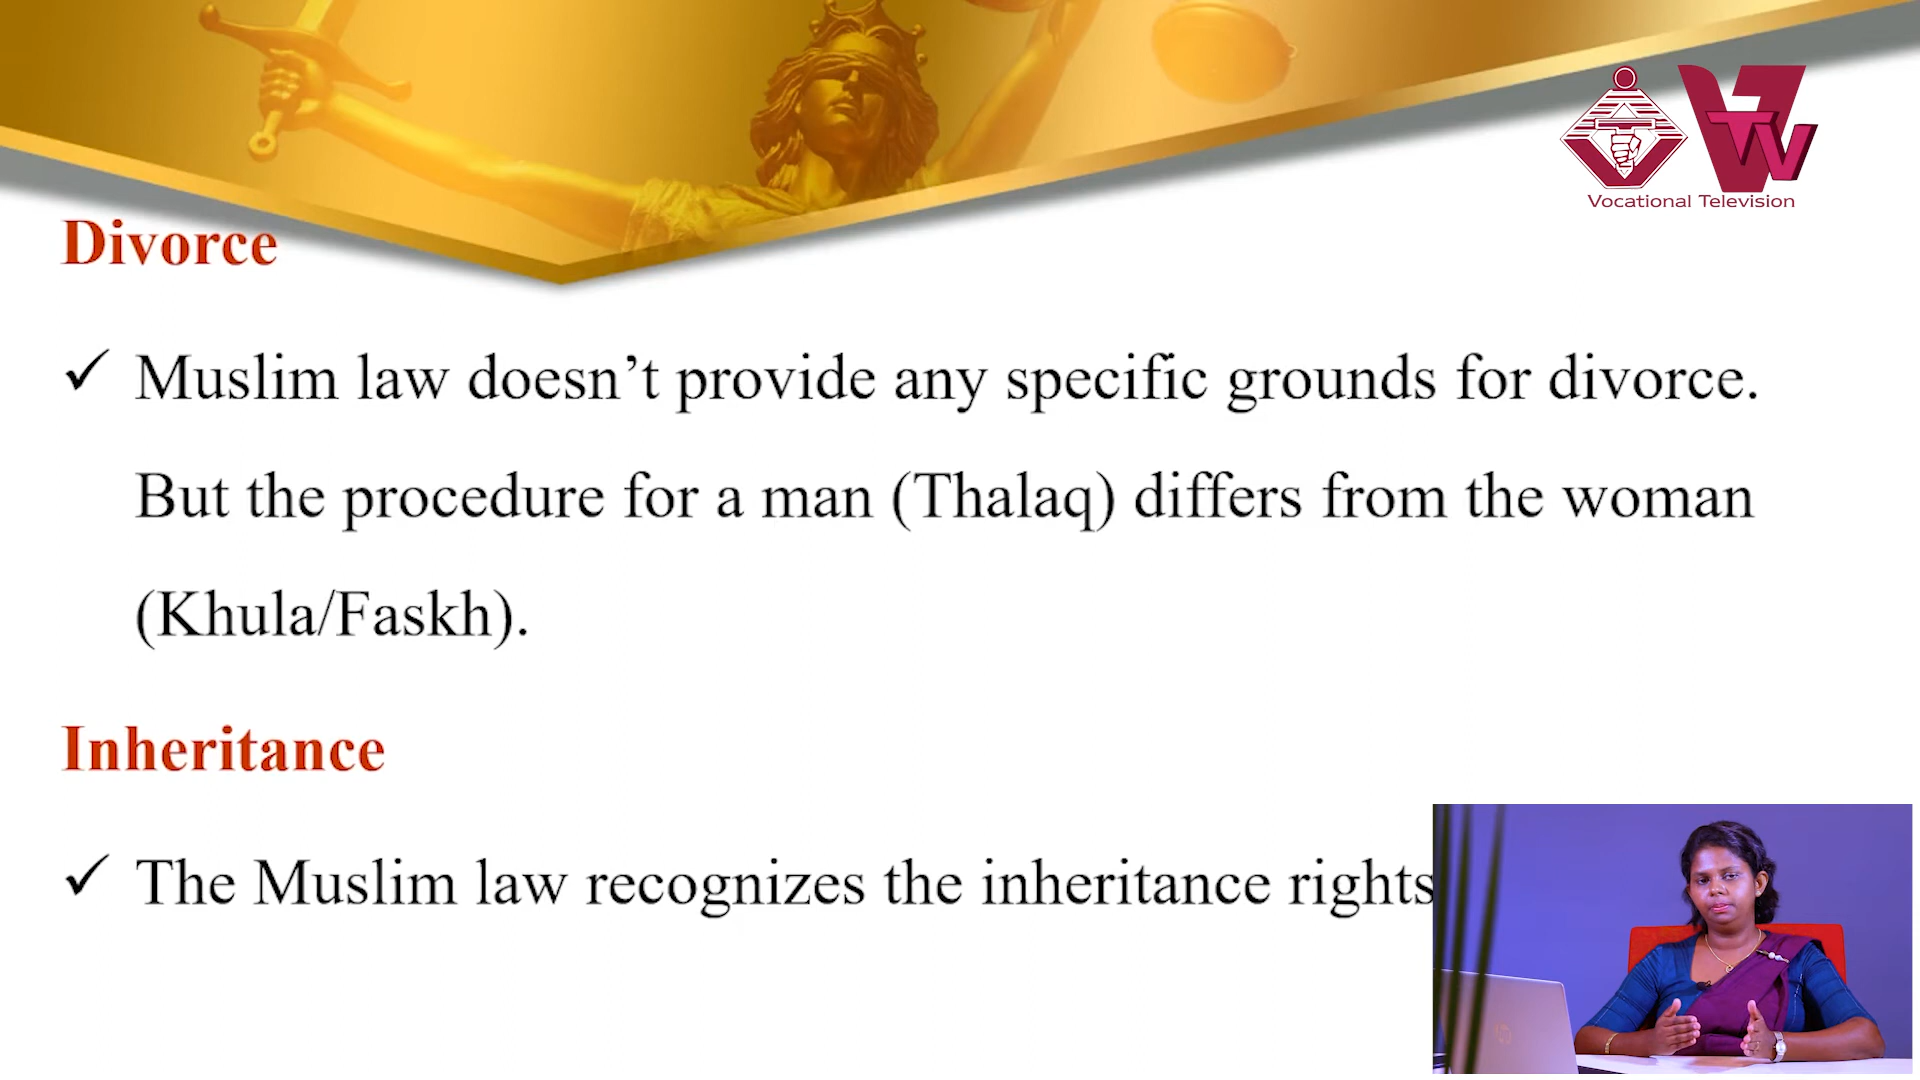 Vocational Television
Divorce
✓ Muslim law doesn’t provide any specific grounds for divorce.
But the procedure for a man (Thalaq) differs from the woman
(Khula/Faskh).
Inheritance
✓ The Muslim law recognizes the inheritance rights